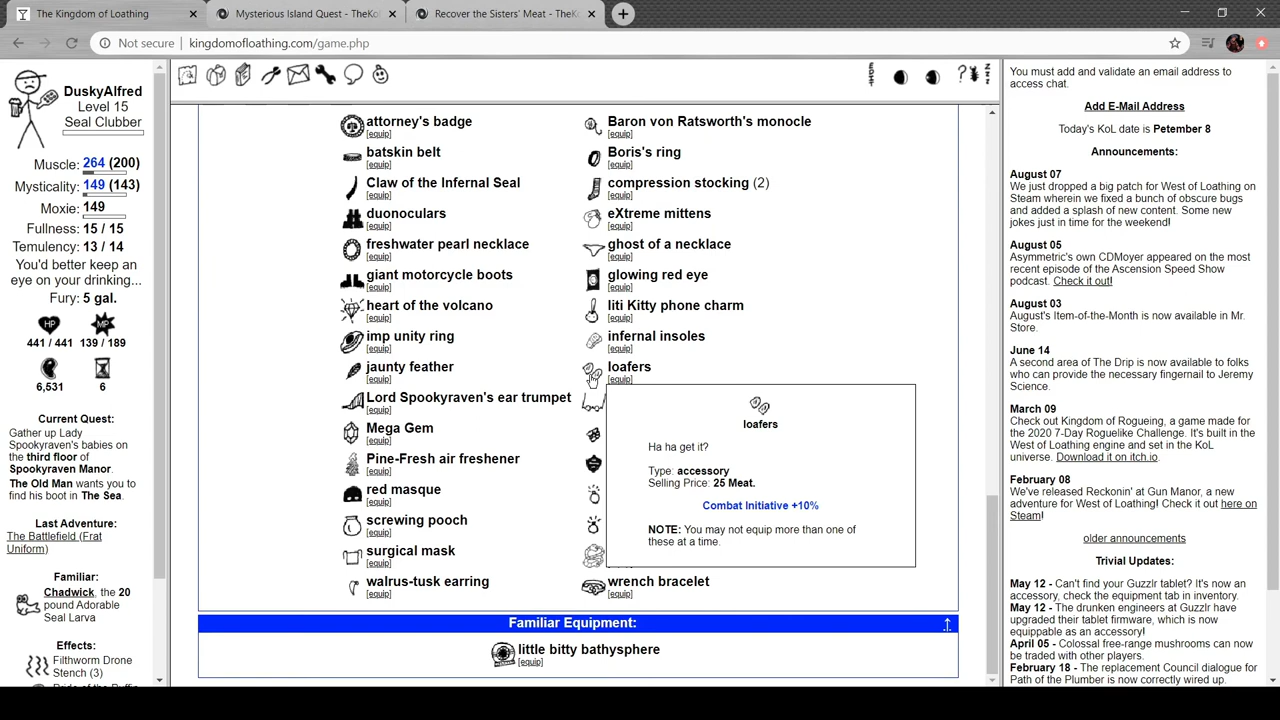 The Kingdom of Loathing
Mysterious Island Quest - TheKol
Recover the Sisters' Meat - TheKo
Not secure
kingdomofloathing.com/game.php
DuskyAlfred
Level 15
Seal Clubber
Muscle: 264 (200)
Mysticality: 149 (143)
Moxie: 149
Fullness: 15 / 15
Temulency: 13 / 14
You'd better keep an
eye on your drinking...
Fury: 5 gal.
HP
MP
441 / 441
139 / 189
6,531
6
Current Quest:
Gather up Lady
Spookyraven's babies on
the third floor of
Spookyraven Manor.
The Old Man wants you to
find his boot in The Sea.
Last Adventure:
The Battlefield (Frat
Uniform)
Familiar:
Chadwick, the 20
pound Adorable
Seal Larva
Effects:
Filthworm Drone
Stench (3)
attorney's badge
[equip]
Baron von Ratsworth's monocle
[equip]
batskin belt
[equip]
Boris's ring
[equip]
Claw of the Infernal Seal
[equip]
compression stocking (2)
[equip]
duonoculars
[equip]
eXtreme mittens
[equip]
freshwater pearl necklace
[equip]
ghost of a necklace
[equip]
giant motorcycle boots
[equip]
glowing red eye
[equip]
heart of the volcano
[equip]
liti Kitty phone charm
[equip]
imp unity ring
[equip]
infernal insoles
[equip]
jaunty feather
[equip]
loafers
[equip]
Lord Spookyraven's ear trumpet
[equip]
Mega Gem
[equip]
Pine-Fresh air freshener
[equip]
red masque
[equip]
screwing pooch
[equip]
surgical mask
[equip]
walrus-tusk earring
[equip]
wrench bracelet
[equip]
loafers
Ha ha get it?
Type: accessory
Selling Price: 25 Meat.
Combat Initiative +10%
NOTE: You may not equip more than one of
these at a time.
Familiar Equipment:
little bitty bathysphere
[equip]
You must add and validate an email address to
access chat.
Add E-Mail Address
Today's KoL date is Petember 8
Announcements:
August 07
We just dropped a big patch for West of Loathing on
Steam wherein we fixed a bunch of obscure bugs
and added a splash of new content. Some new
jokes just in time for the weekend!
August 05
Asymmetric's own CDMoyer appeared on the most
recent episode of the Ascension Speed Show
podcast. Check it out!
August 03
August's Item-of-the-Month is now available in Mr.
Store.
June 14
A second area of The Drip is now available to folks
who can provide the necessary fingernail to Jeremy
Science.
March 09
Check out Kingdom of Rogueing, a game made for
the 2020 7-Day Roguelike Challenge. It's built in the
West of Loathing engine and set in the KoL
universe. Download it on itch.io.
February 08
We've released Reckonin' at Gun Manor, a new
adventure for West of Loathing! Check it out here on
Steam!
older announcements
Trivial Updates:
May 12 - Can't find your Guzzlr tablet? It's now an
accessory, check the equipment tab in inventory.
May 12 - The drunken engineers at Guzzlr have
upgraded their tablet firmware, which is now
equippable as an accessory!
April 05 - Colossal free-range mushrooms can now
be traded with other players.
February 18 - The replacement Council dialogue for
Path of the Plumber is now correctly wired up.